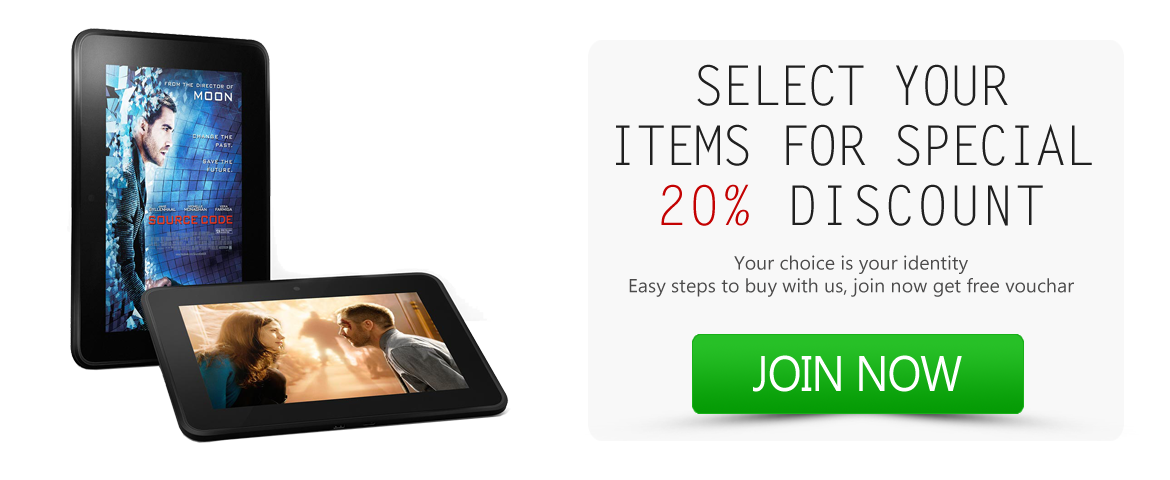 FROM THE DIRECTOR OF
MOON
CHANGE THE
PAST.
SAVE THE
FUTURE.
SOURCE CODE
SELECT YOUR
ITEMS FOR SPECIAL
20% DISCOUNT
Your choice is your identity
Easy steps to buy with us, join now get free vouchar
JOIN NOW